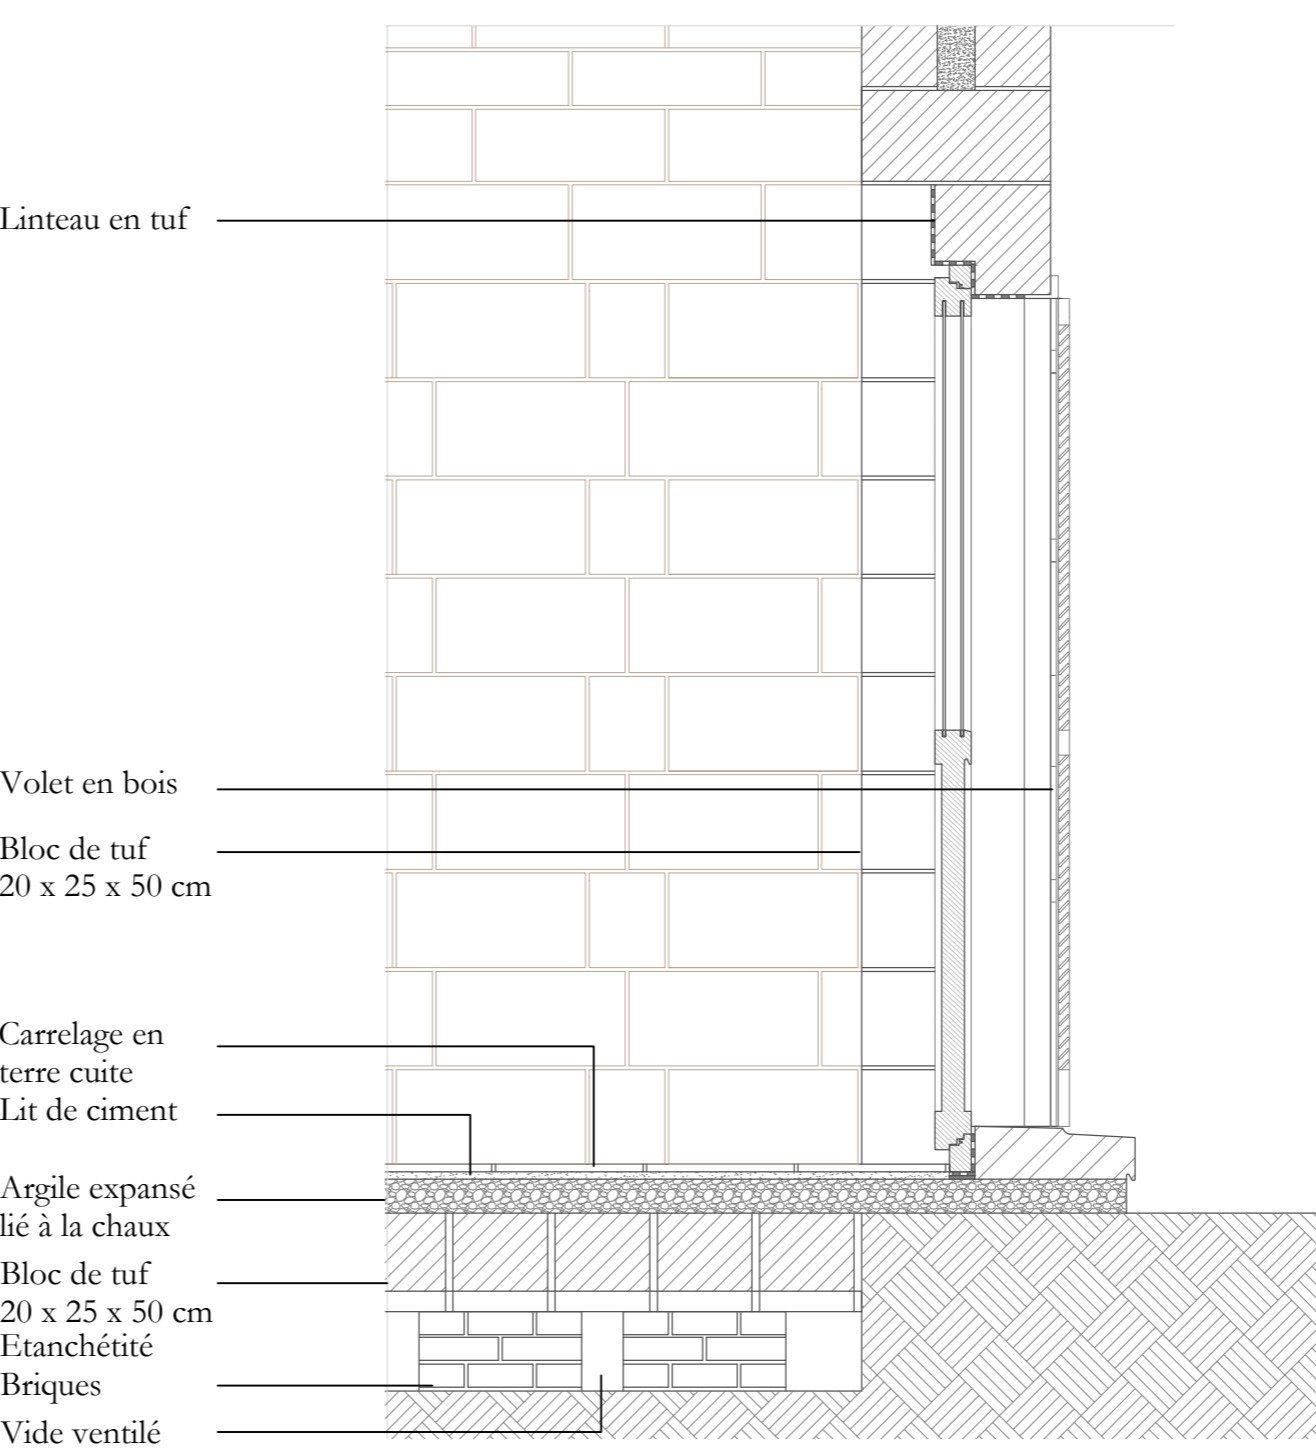 Linteau en tuf
Volet en bois
Bloc de tuf
20 x 25 x 50 cm
Carrelage en
terre cuite
Lit de ciment
Argile expansé
lié à la chaux
Bloc de tuf
20 x 25 x 50 cm
Etanchétité
Briques
Vide ventilé